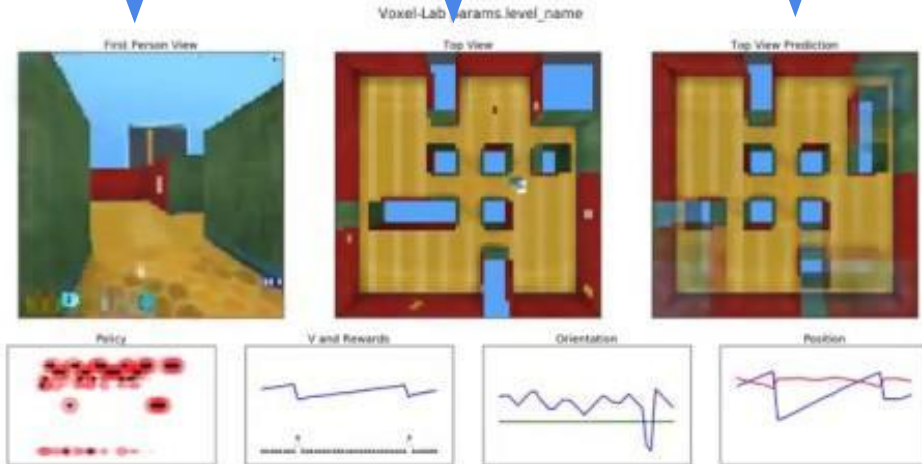 Voxel-Lab params.level_name
First Person View
Top View
Top View Prediction
Policy
V and Rewards
Orientation
Position